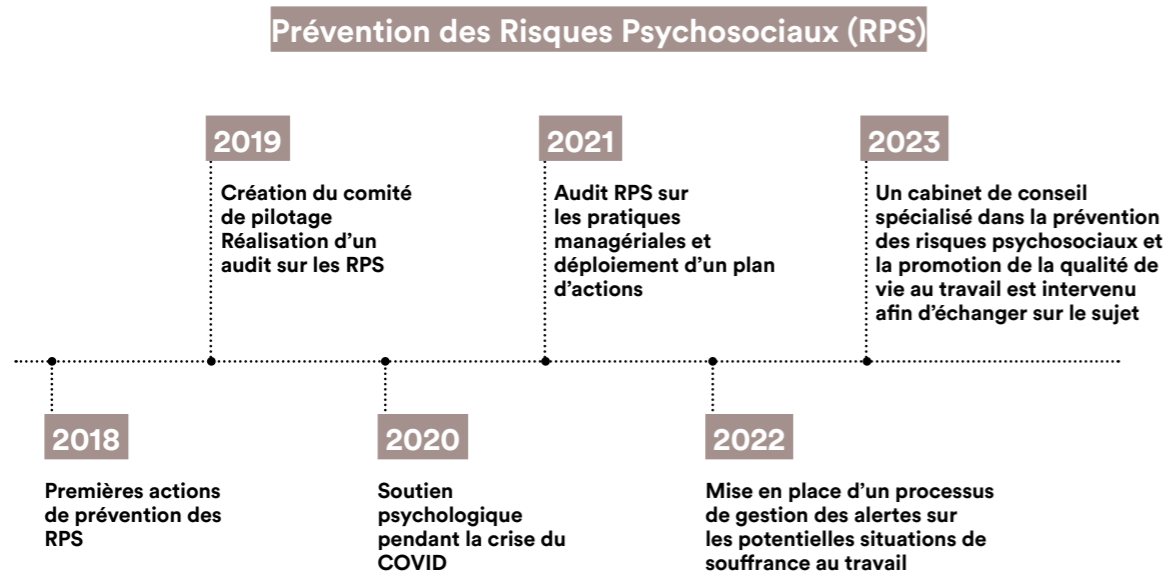 Prévention des Risques Psychosociaux (RPS)
2018
Premières actions
de prévention des
RPS
2019
Création du comité
de pilotage
Réalisation d'un
audit sur les RPS
2020
Soutien
psychologique
pendant la crise du
COVID
2021
Audit RPS sur
les pratiques
managériales et
déploiement d'un plan
d'actions
2022
Mise en place d'un processus
de gestion des alertes sur
les potentielles situations de
souffrance au travail
2023
Un cabinet de conseil
spécialisé dans la prévention
des risques psychosociaux et
la promotion de la qualité de
vie au travail est intervenu
afin d'échanger sur le sujet